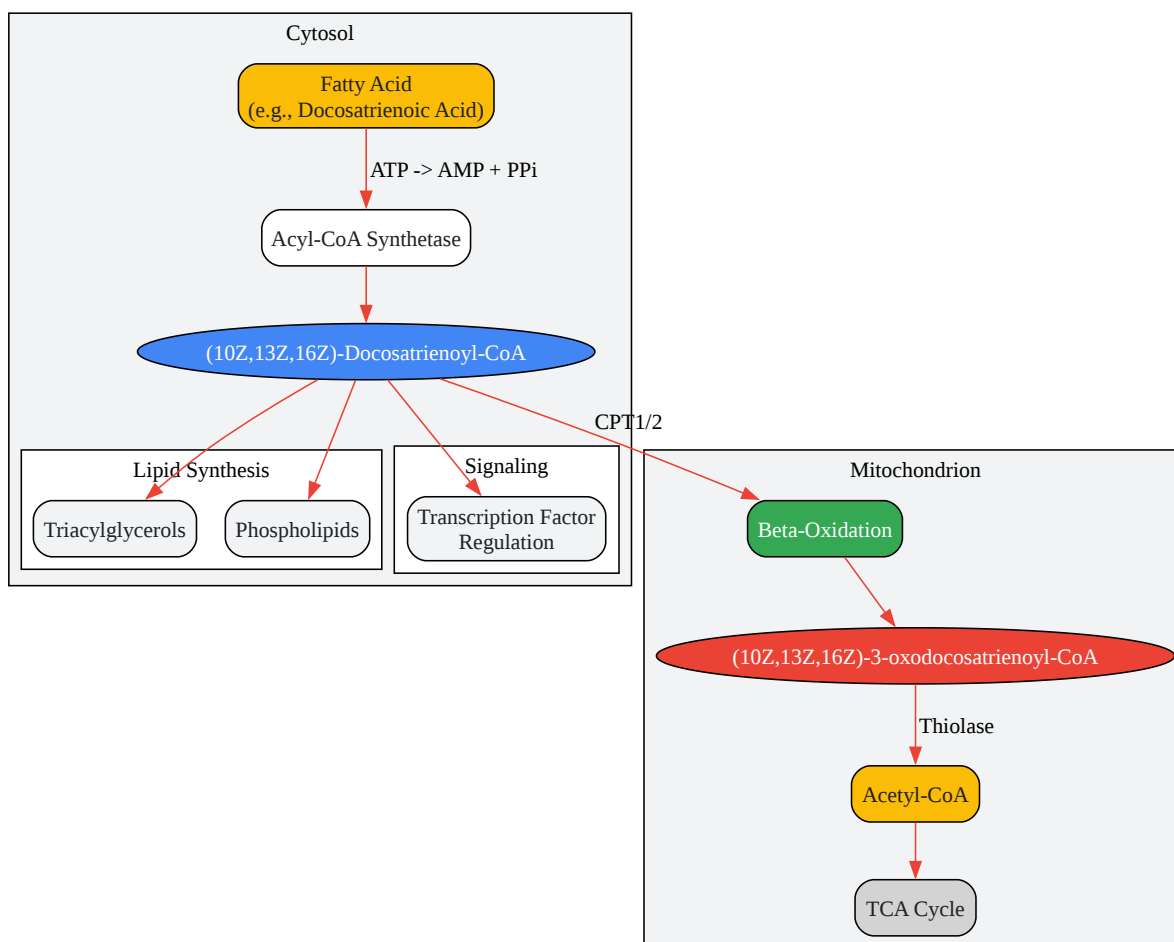 Cytosol
Fatty Acid
(e.g., Docosatrienoic Acid)
ATP -> AMP + PPi
Acyl-CoA Synthetase
(10Z,13Z,16Z)-Docosatrienoyl-CoA
CPT1/2
Lipid Synthesis
Triacylglycerols
Phospholipids
Signaling
Transcription Factor
Regulation
Mitochondrion
Beta-Oxidation
(10Z,13Z,16Z)-3-oxodocosatrienoyl-CoA
Thiolase
Acetyl-CoA
TCA Cycle